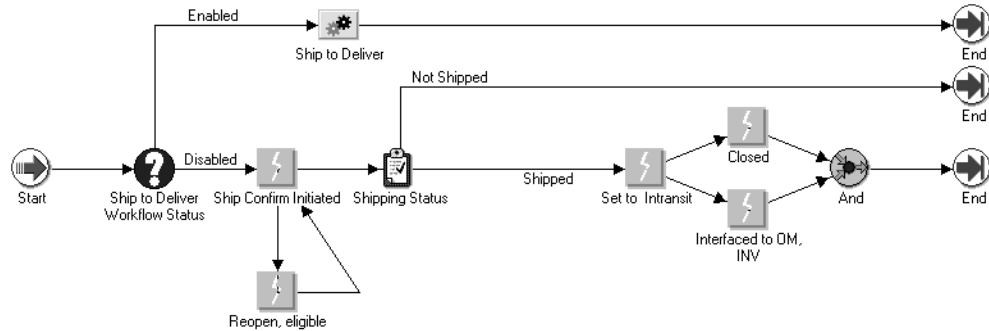 Enabled
Ship to Deliver
End
Not Shipped
End
Disabled
Shipped
Closed
Start
Ship to Deliver
Workflow Status
Ship Confirm Initiated
Shipping Status
Set to Intransit
And
End
Interfaced to OM,
INV
Reopen, eligible